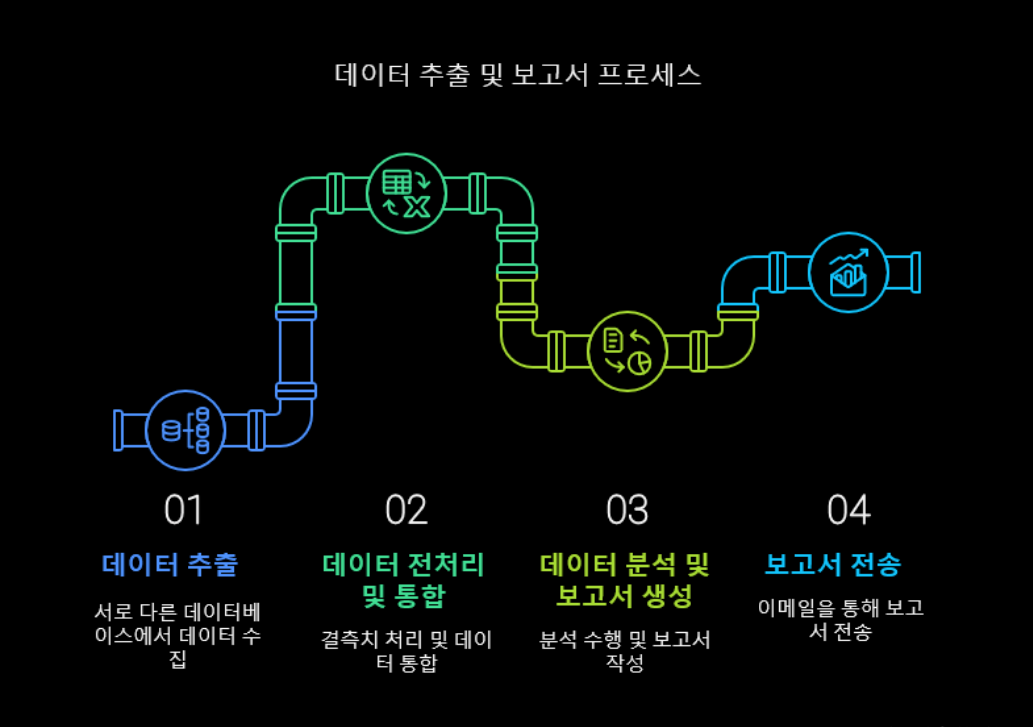 데이터 추출 및 보고서 프로세스
01
데이터 추출
서로 다른 데이터베
이스에서 데이터 수
집
02
데이터 전처리
및 통합
결측치 처리 및 데이
터 통합
03
데이터 분석 및
보고서 생성
분석 수행 및 보고서
작성
04
보고서 전송
이메일을 통해 보고
서 전송